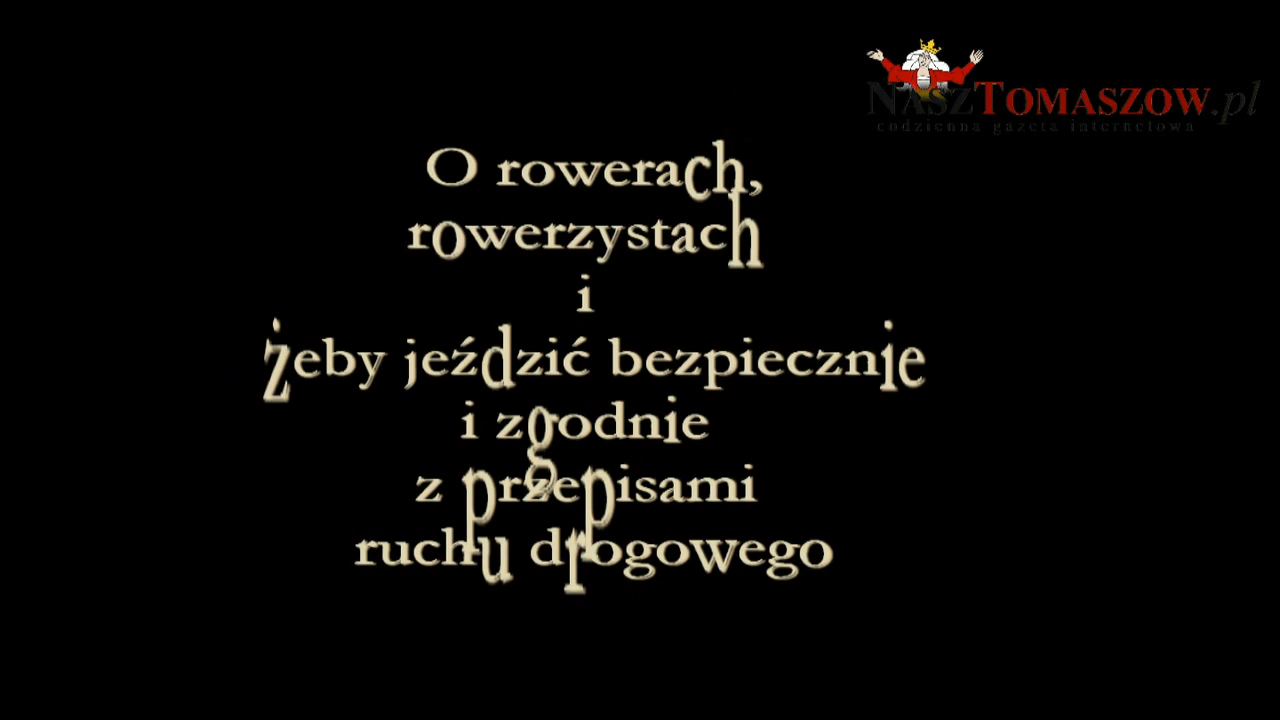 NASZTOMASZOW.pl
codzienna gazeta internetowa
O rowerach,
rowerzystach
i
żeby jeździć bezpiecznie
i zgodnie
z przepisami
ruchu drogowego